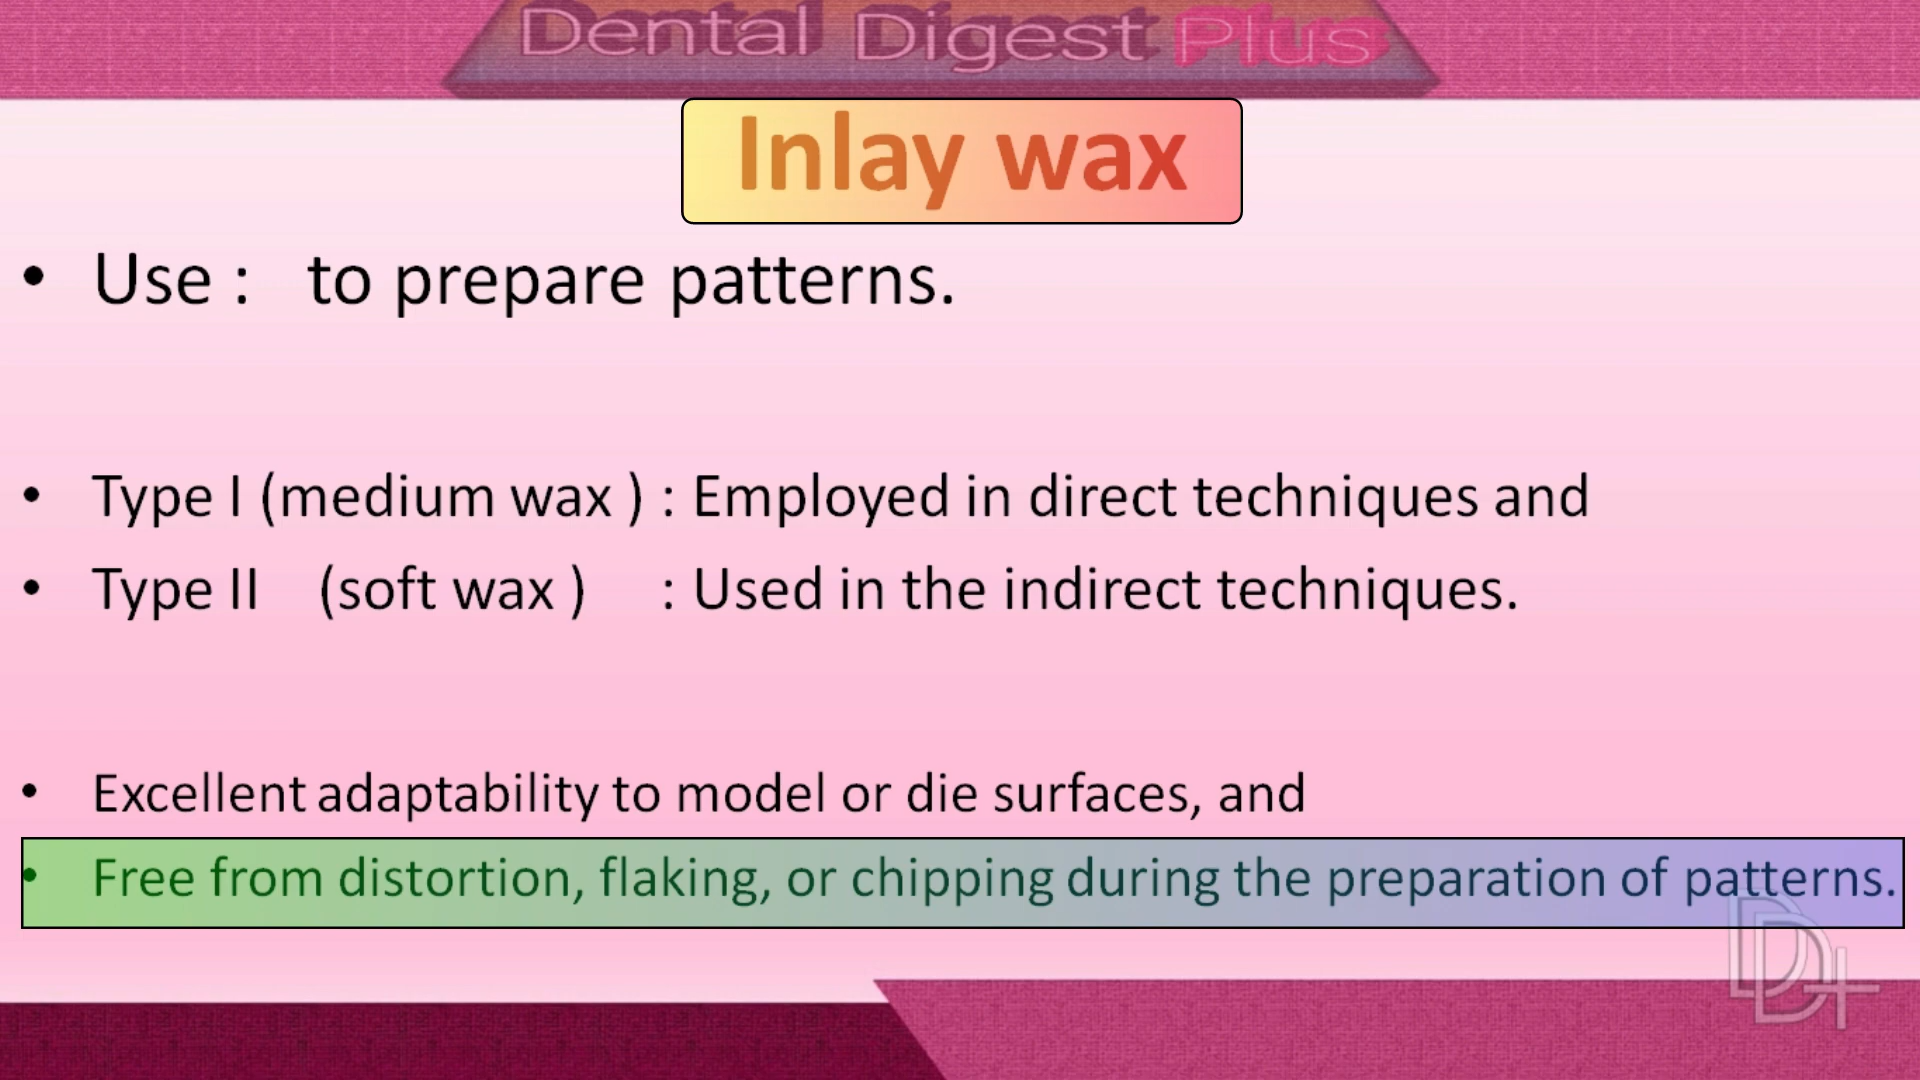 Dental Digest Plus
Inlay wax
• Use : to prepare patterns.
• Type I (medium wax ) : Employed in direct techniques and
• Type II (soft wax ) : Used in the indirect techniques.
• Excellent adaptability to model or die surfaces, and
• Free from distortion, flaking, or chipping during the preparation of patterns.
DD+